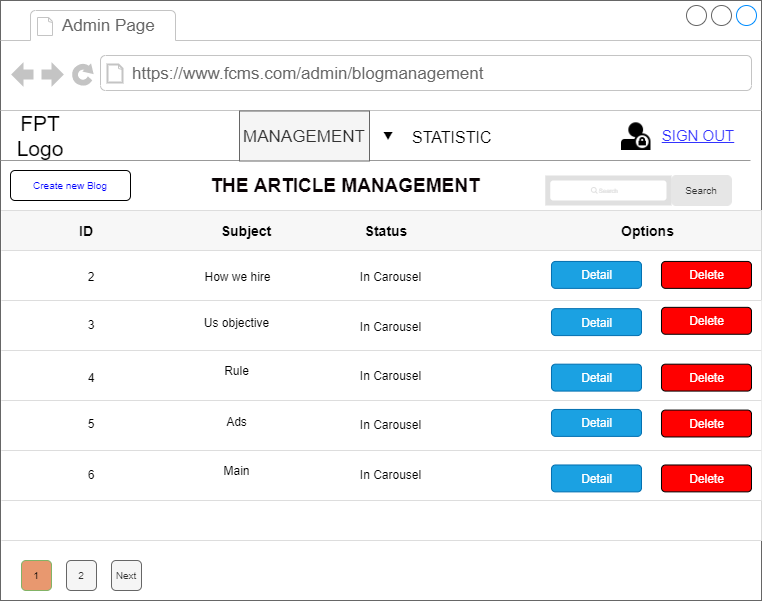 Admin Page
https://www.fcms.com/admin/blogmanagement
FPT
Logo
MANAGEMENT ▼ STATISTIC
SIGN OUT
Create new Blog
THE ARTICLE MANAGEMENT
Search
Search
ID Subject Status Options
2 How we hire In Carousel Detail Delete
3 Us objective In Carousel Detail Delete
4 Rule In Carousel Detail Delete
5 Ads In Carousel Detail Delete
6 Main In Carousel Detail Delete
1 2 Next